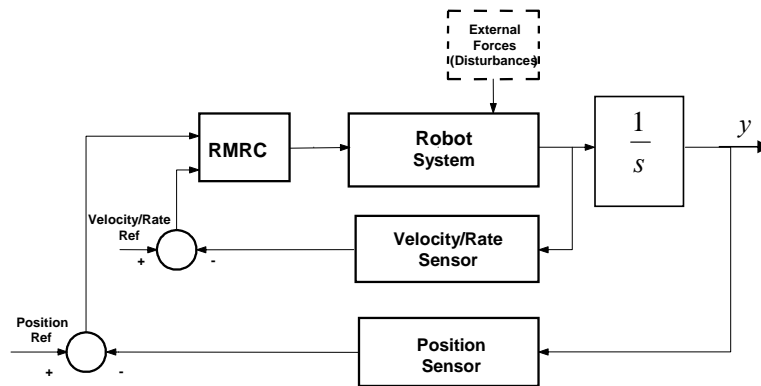 External
Forces
(Disturbances)
RMRC
Robot
System
1
s
y
Velocity/Rate
Ref
+
-
Velocity/Rate
Sensor
Position
Ref
+
-
Position
Sensor